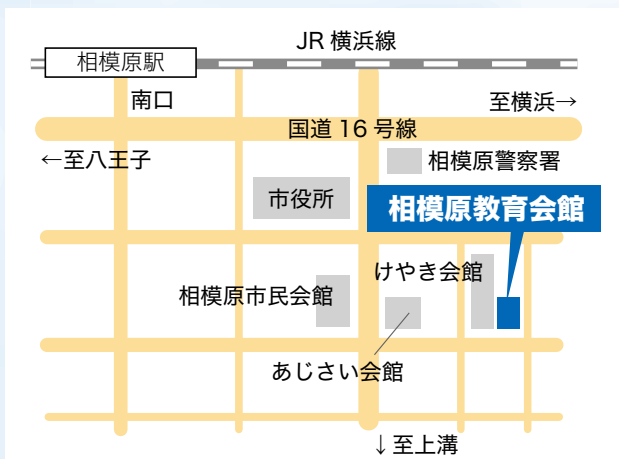 JR 横浜線
相模原駅
南口
至横浜→
国道 16 号線
←至八王子
相模原警察署
市役所
相模原教育会館
けやき会館
相模原市民会館
あじさい会館
↓至上溝